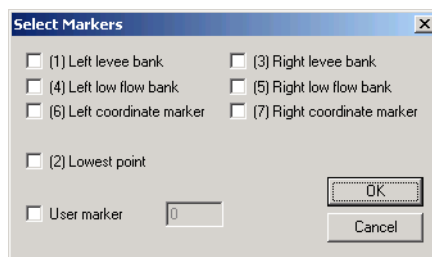 Select Markers
(1) Left levee bank (3) Right levee bank
(4) Left low flow bank (5) Right low flow bank
(6) Left coordinate marker (7) Right coordinate marker
(2) Lowest point
User marker 0
OK
Cancel